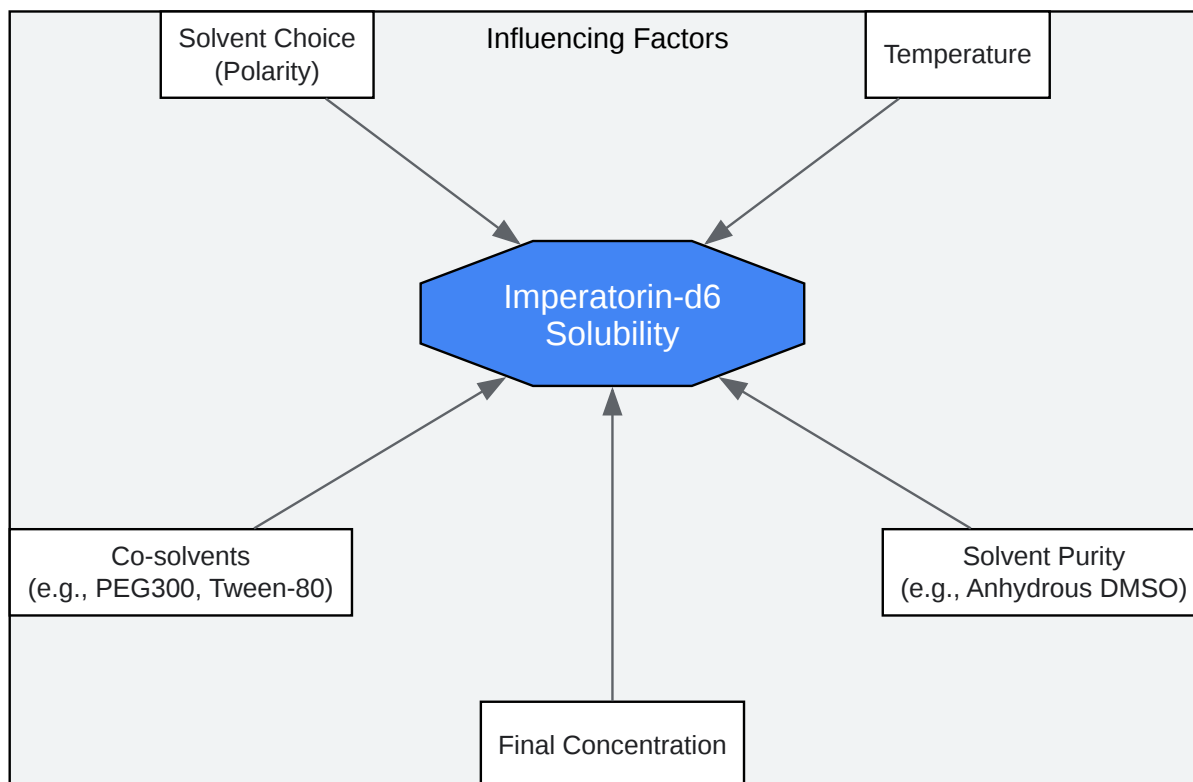 Solvent Choice
(Polarity)
Influencing Factors
Temperature
Imperatorin-d6
Solubility
Co-solvents
(e.g., PEG300, Tween-80)
Solvent Purity
(e.g., Anhydrous DMSO)
Final Concentration